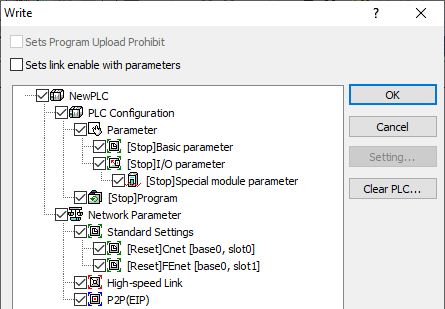 Write
?
Sets Program Upload Prohibit
Sets link enable with parameters
NewPLC
PLC Configuration
Parameter
[Stop]Basic parameter
[Stop]I/O parameter
[Stop]Special module parameter
[Stop]Program
Network Parameter
Standard Settings
[Reset]Cnet [base0, slot0]
[Reset]FEnet [base0, slot1]
High-speed Link
P2P(EIP)
OK
Cancel
Setting...
Clear PLC...